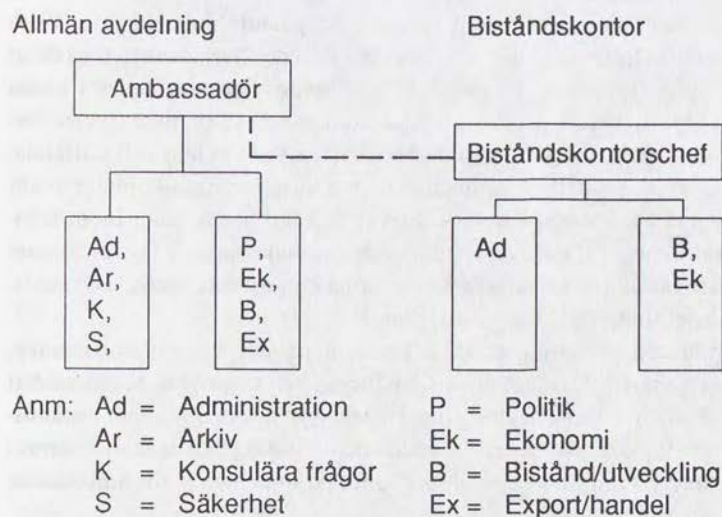 Allmän avdelning Biståndskontor
Ambassadör
Biståndskontorschef
Ad, P, Ad B,
Ar Ek, Ek
K, B,
S, Ex
Anm: Ad = Administration P = Politik
Ar = Arkiv Ek = Ekonomi
K = Konsulära frågor B = Bistånd/utveckling
S = Säkerhet Ex = Export/handel